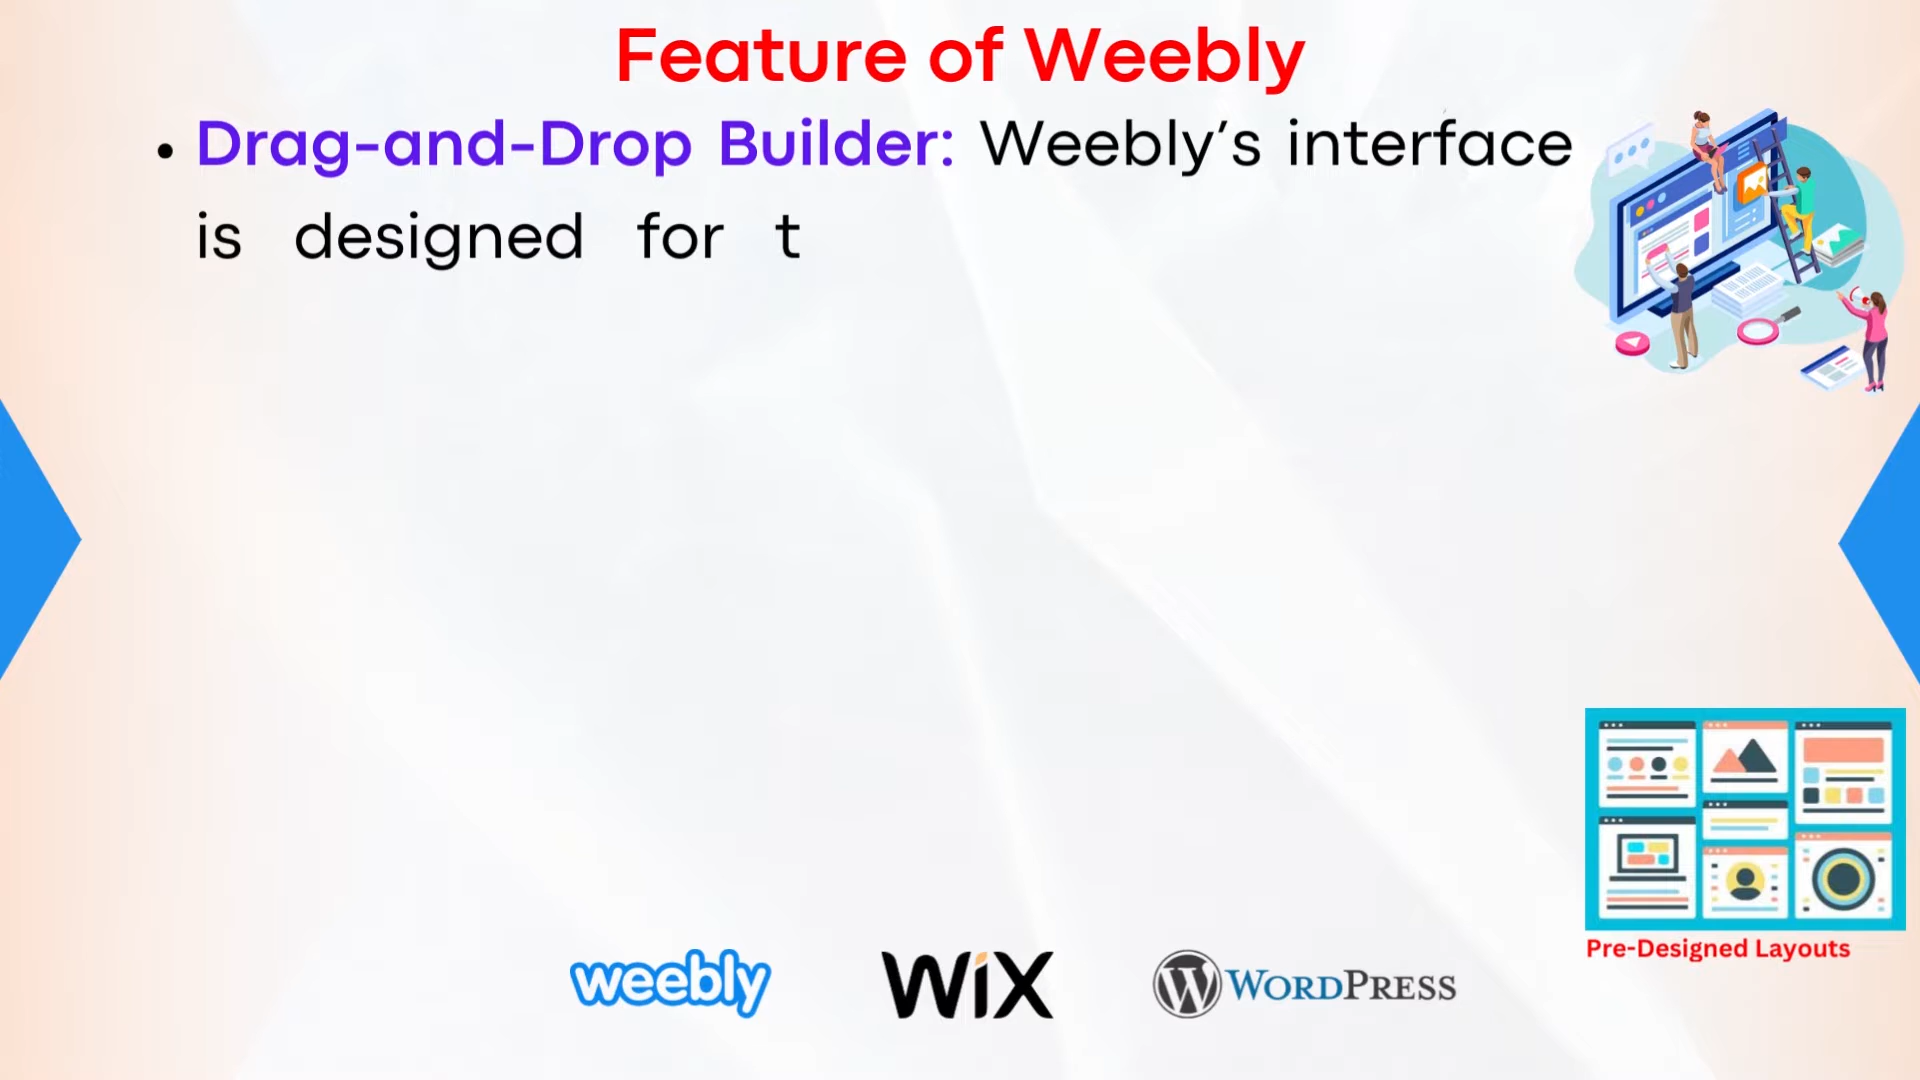 Feature of Weebly
• Drag-and-Drop Builder: Weebly’s interface
is designed for t
Pre-Designed Layouts
weebly
WiX
WORDPRESS